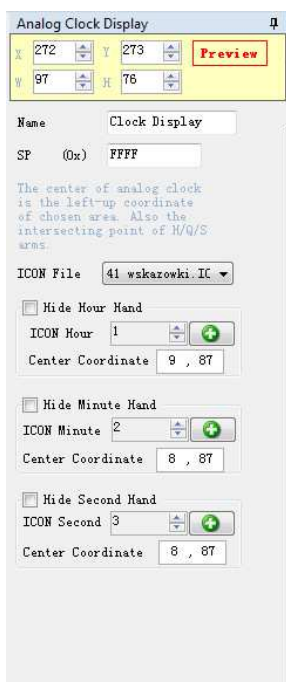 Analog Clock Display
X 272 Y 273 Preview
W 97 H 76
Name Clock Display
SP (0x) FFFF
The center of analog clock
is the left-up coordinate
of chosen area. Also the
intersecting point of H/Q/S
arms.
ICON File 41 wskazowki.IC
Hide Hour Hand
ICON Hour 1
Center Coordinate 9 , 87
Hide Minute Hand
ICON Minute 2
Center Coordinate 8 , 87
Hide Second Hand
ICON Second 3
Center Coordinate 8 , 87